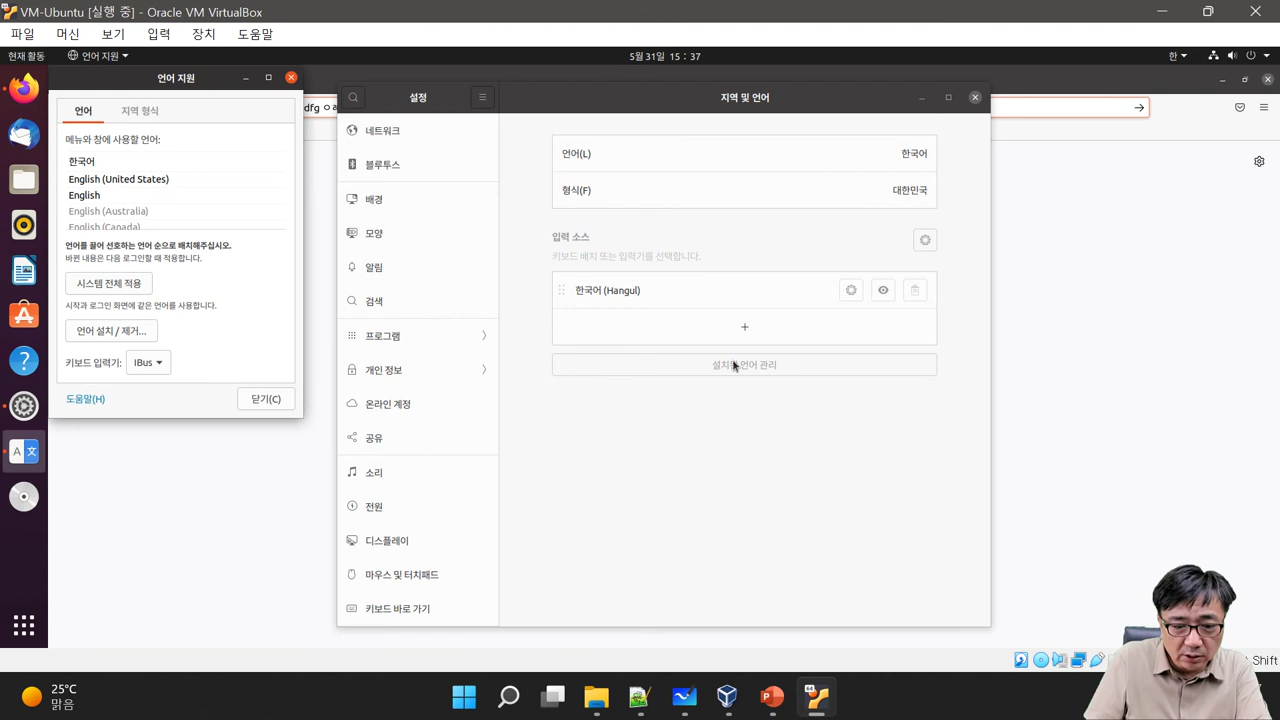 VM-Ubuntu [실행 중] - Oracle VM VirtualBox
파일 머신 보기 입력 장치 도움말
현재 활동 언어 지원 5월 31일 15 : 37 한
언어 지원
언어 지역 형식
메뉴와 창에 사용할 언어:
한국어
English (United States)
English
English (Australia)
English (Canada)
언어를 끌어 선호하는 언어 순으로 배치해주십시오.
바뀐 내용은 다음 로그인할 때 적용합니다.
시스템 전체 적용
시작과 로그인 화면에 같은 언어를 사용합니다.
언어 설치 / 제거...
키보드 입력기: IBus
도움말(H) 닫기(C)
dfg
설정
네트워크
블루투스
배경
모양
알림
검색
프로그램
개인 정보
온라인 계정
공유
소리
전원
디스플레이
마우스 및 터치패드
키보드 바로 가기
지역 및 언어
언어(L) 한국어
형식(F) 대한민국
입력 소스
키보드 배치 또는 입력기를 선택합니다.
한국어 (Hangul)
+
언어 관리
A 文
Shift
25°C
맑음
64